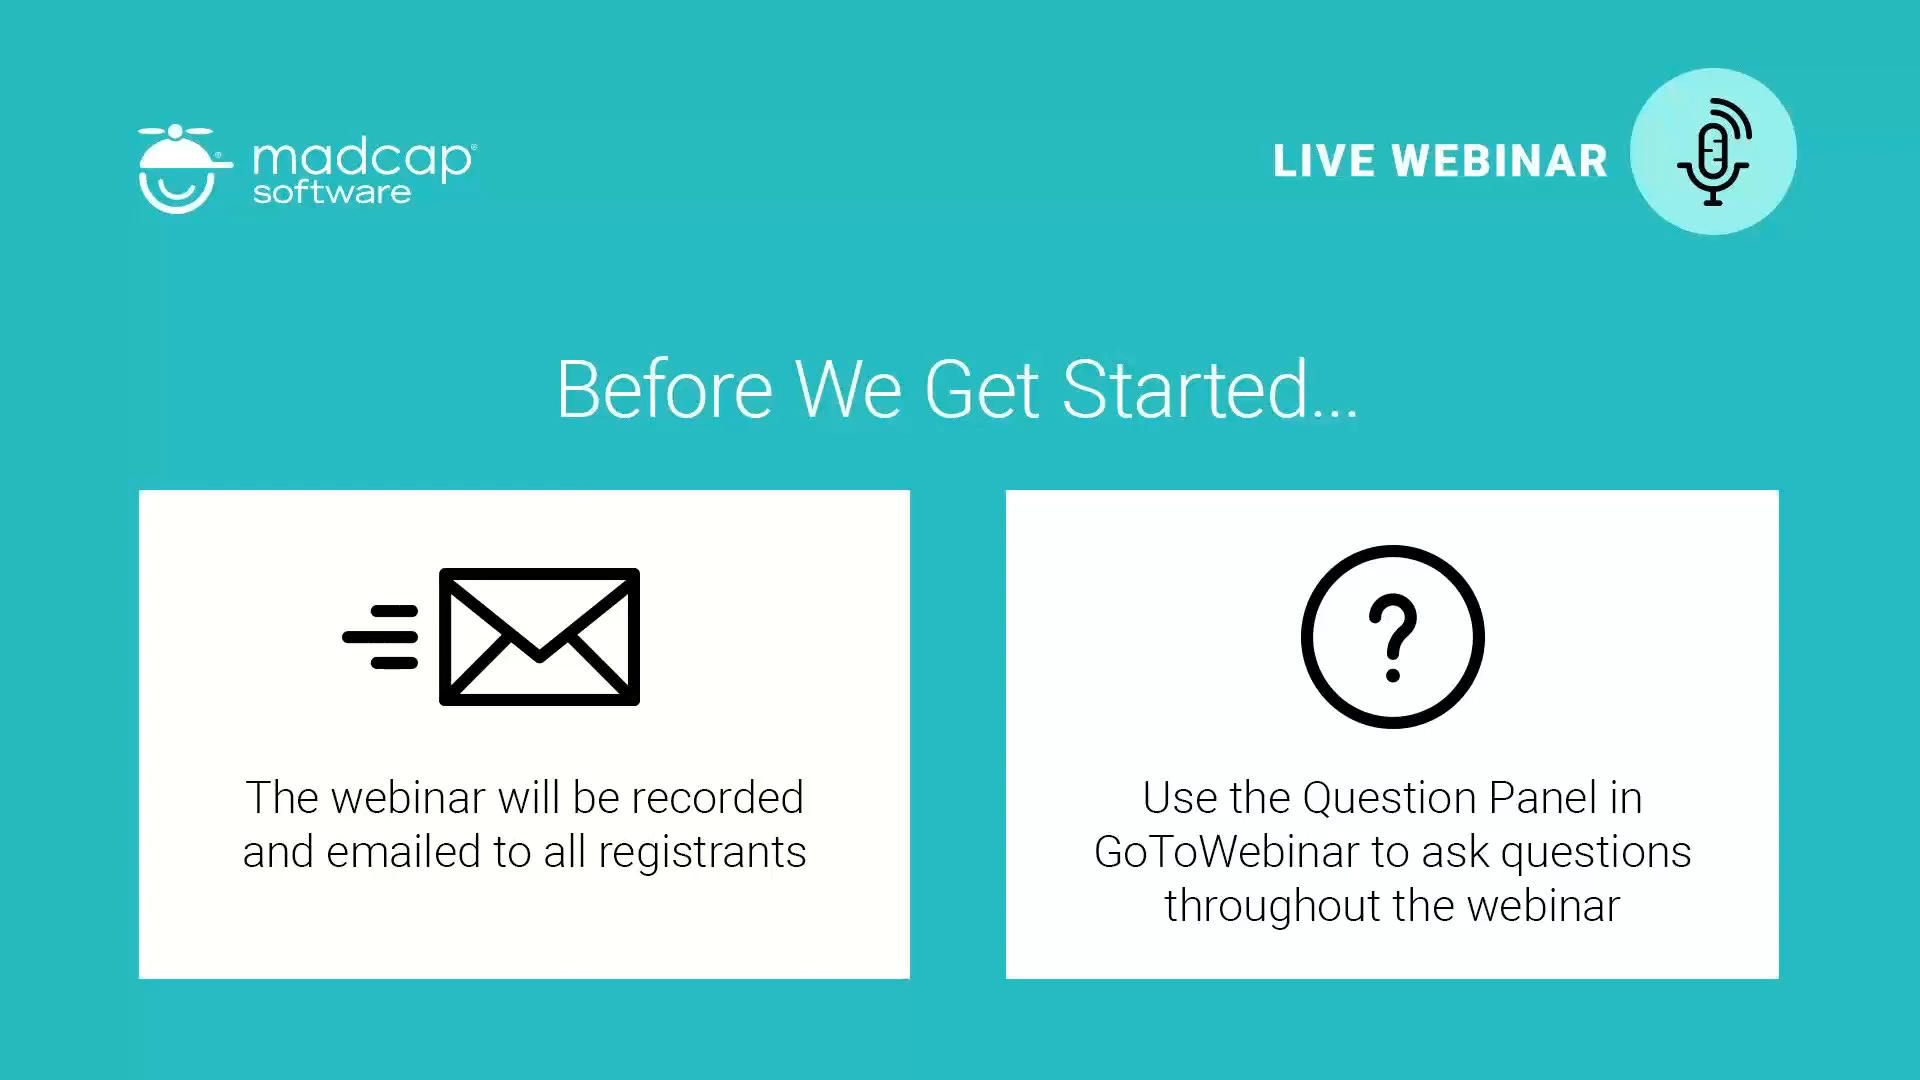 madcap®
software
LIVE WEBINAR
Before We Get Started...
The webinar will be recorded
and emailed to all registrants
Use the Question Panel in
GoToWebinar to ask questions
throughout the webinar